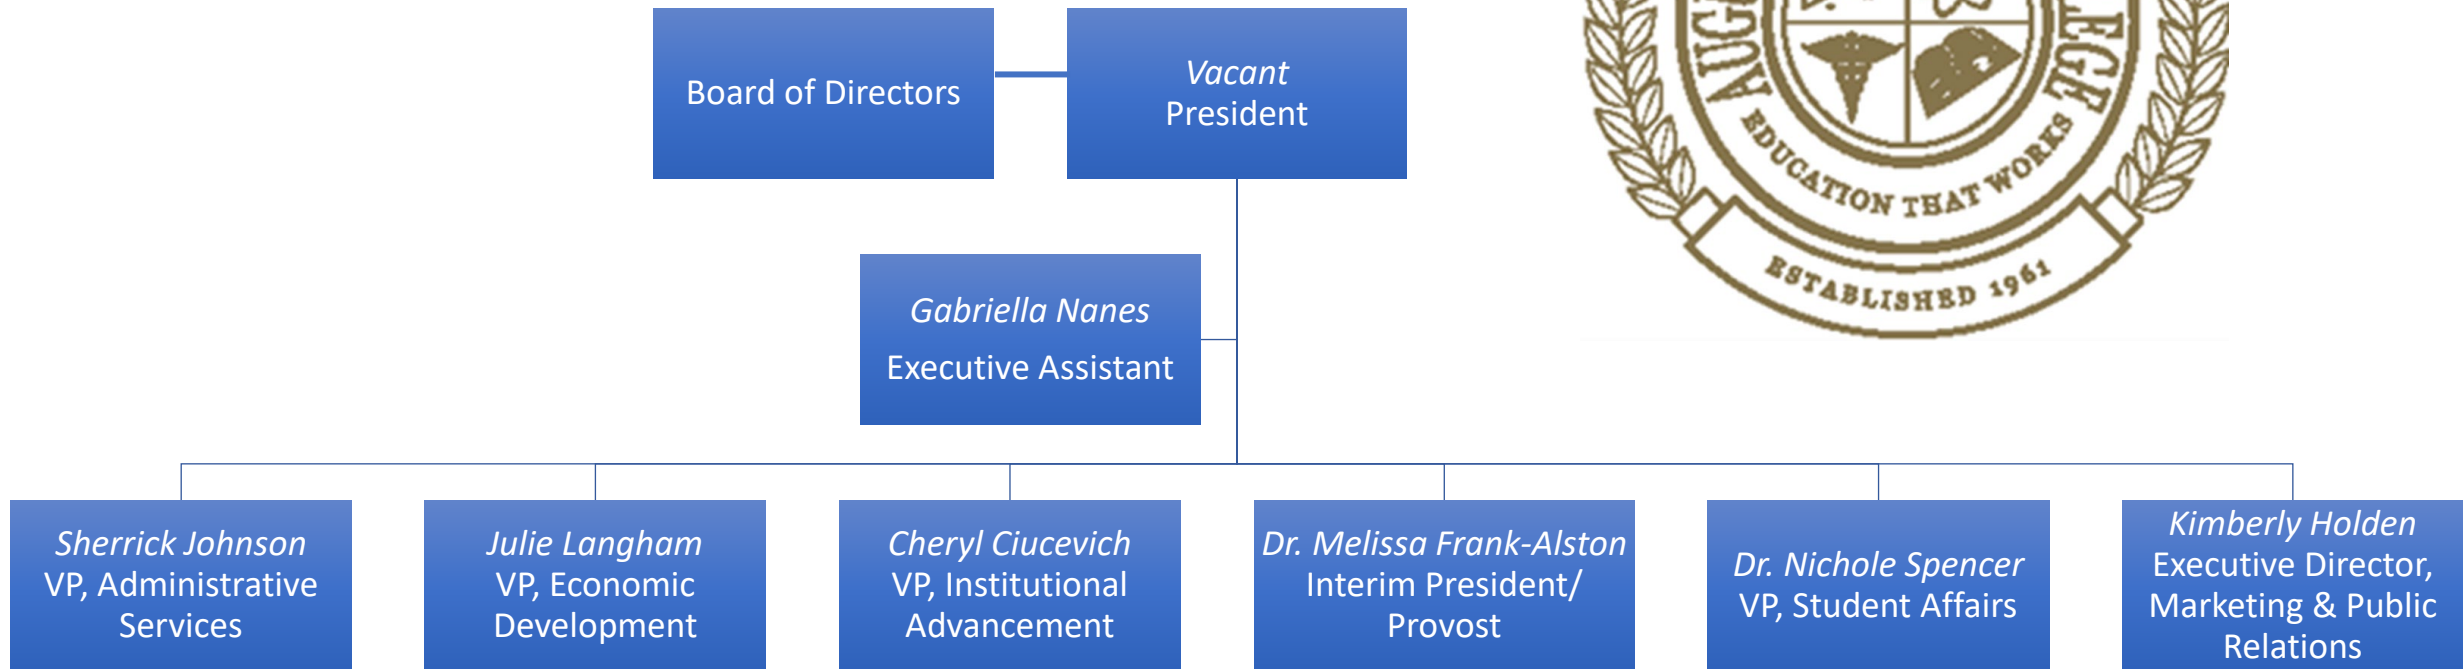 Board of Directors
Vacant
President
EDUCATION THAT WORKS
ESTABLISHED 1961
Gabriella Nanes
Executive Assistant
Sherrick Johnson
VP, Administrative
Services
Julie Langham
VP, Economic
Development
Cheryl Ciucevich
VP, Institutional
Advancement
Dr. Melissa Frank-Alston
Interim President/
Provost
Dr. Nichole Spencer
VP, Student Affairs
Kimberly Holden
Executive Director,
Marketing & Public
Relations